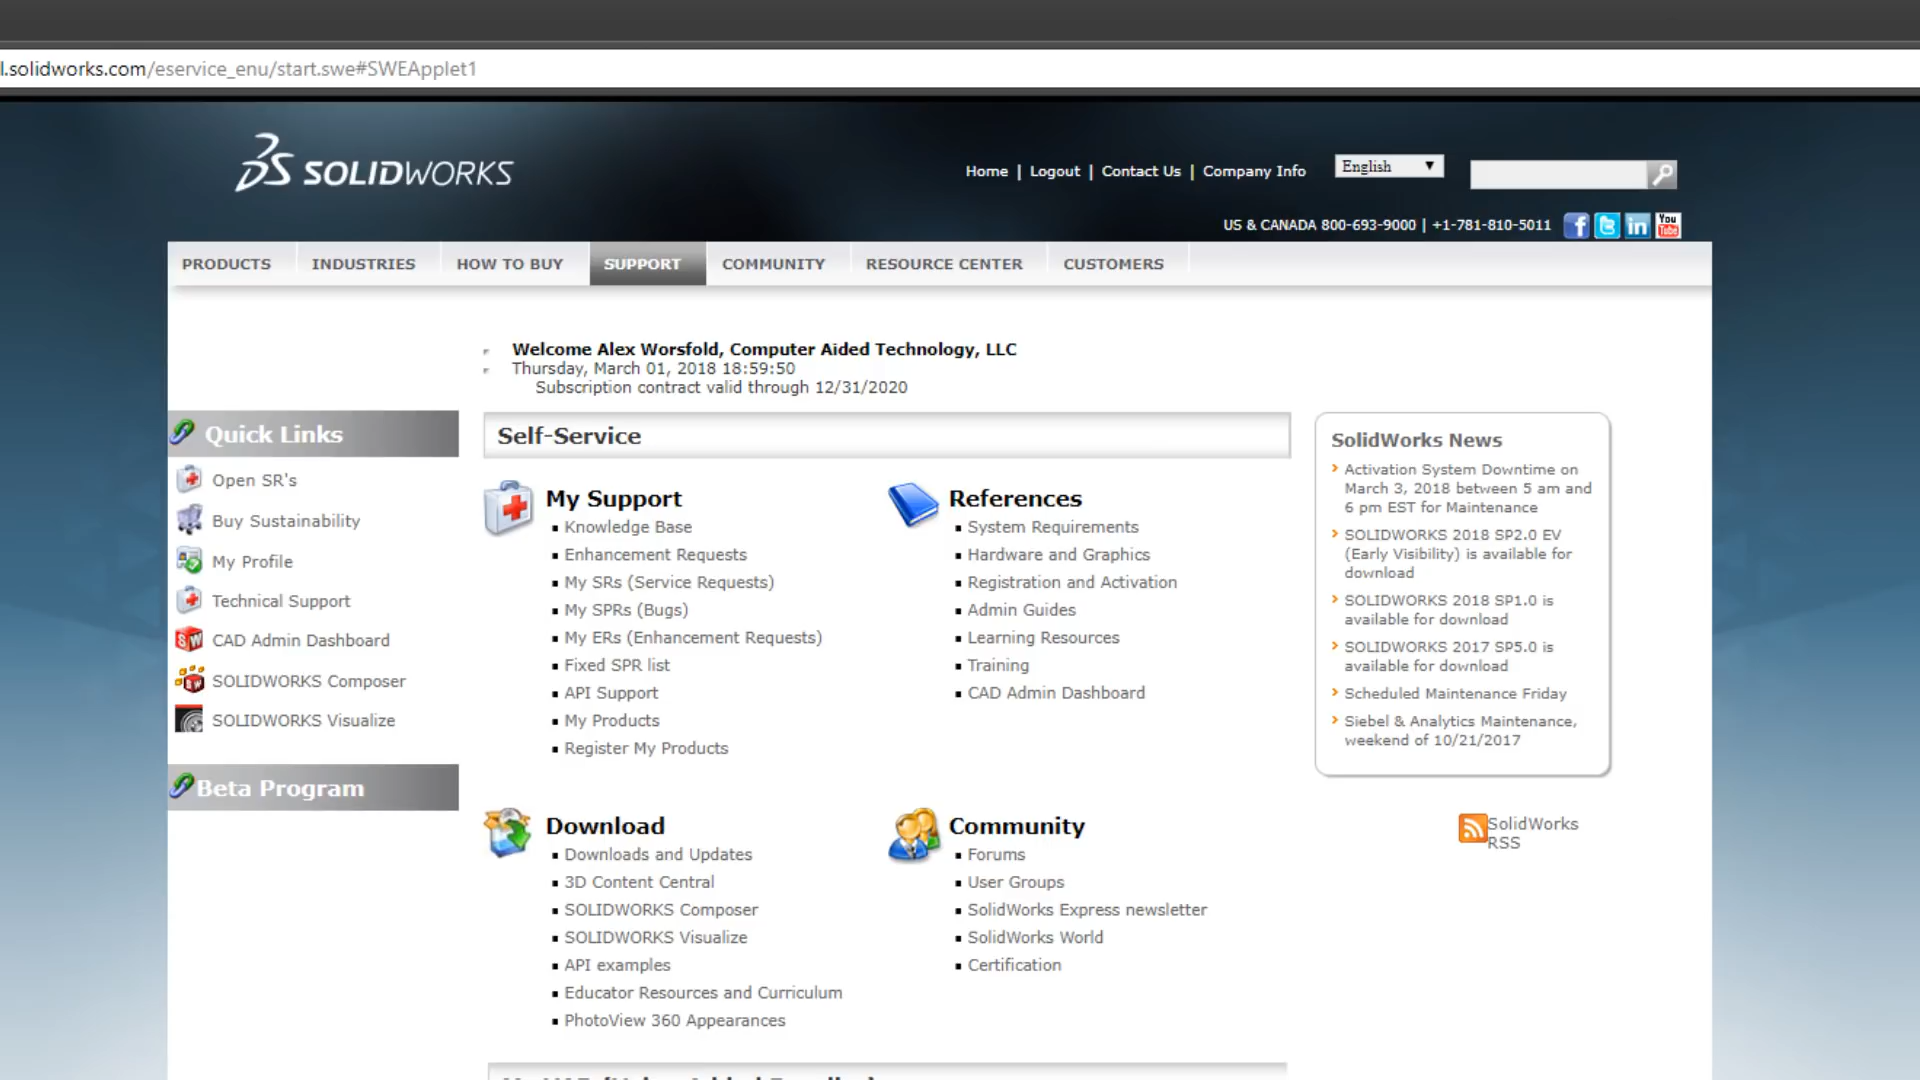 l.solidworks.com/eservice_enu/start.swe#SWEApplet1
SOLIDWORKS
Home | Logout | Contact Us | Company Info
English
US & CANADA 800-693-9000 | +1-781-810-5011
You
Tube
PRODUCTS
INDUSTRIES
HOW TO BUY
SUPPORT
COMMUNITY
RESOURCE CENTER
CUSTOMERS
Welcome Alex Worsfold, Computer Aided Technology, LLC
Thursday, March 01, 2018 18:59:50
Subscription contract valid through 12/31/2020
Quick Links
Open SR's
Buy Sustainability
My Profile
Technical Support
CAD Admin Dashboard
SOLIDWORKS Composer
SOLIDWORKS Visualize
Beta Program
Self-Service
My Support
Knowledge Base
Enhancement Requests
My SRs (Service Requests)
My SPRs (Bugs)
My ERs (Enhancement Requests)
Fixed SPR list
API Support
My Products
Register My Products
References
System Requirements
Hardware and Graphics
Registration and Activation
Admin Guides
Learning Resources
Training
CAD Admin Dashboard
Download
Downloads and Updates
3D Content Central
SOLIDWORKS Composer
SOLIDWORKS Visualize
API examples
Educator Resources and Curriculum
PhotoView 360 Appearances
Community
Forums
User Groups
SolidWorks Express newsletter
SolidWorks World
Certification
SolidWorks News
Activation System Downtime on
March 3, 2018 between 5 am and
6 pm EST for Maintenance
SOLIDWORKS 2018 SP2.0 EV
(Early Visibility) is available for
download
SOLIDWORKS 2018 SP1.0 is
available for download
SOLIDWORKS 2017 SP5.0 is
available for download
Scheduled Maintenance Friday
Siebel & Analytics Maintenance,
weekend of 10/21/2017
SolidWorks
RSS